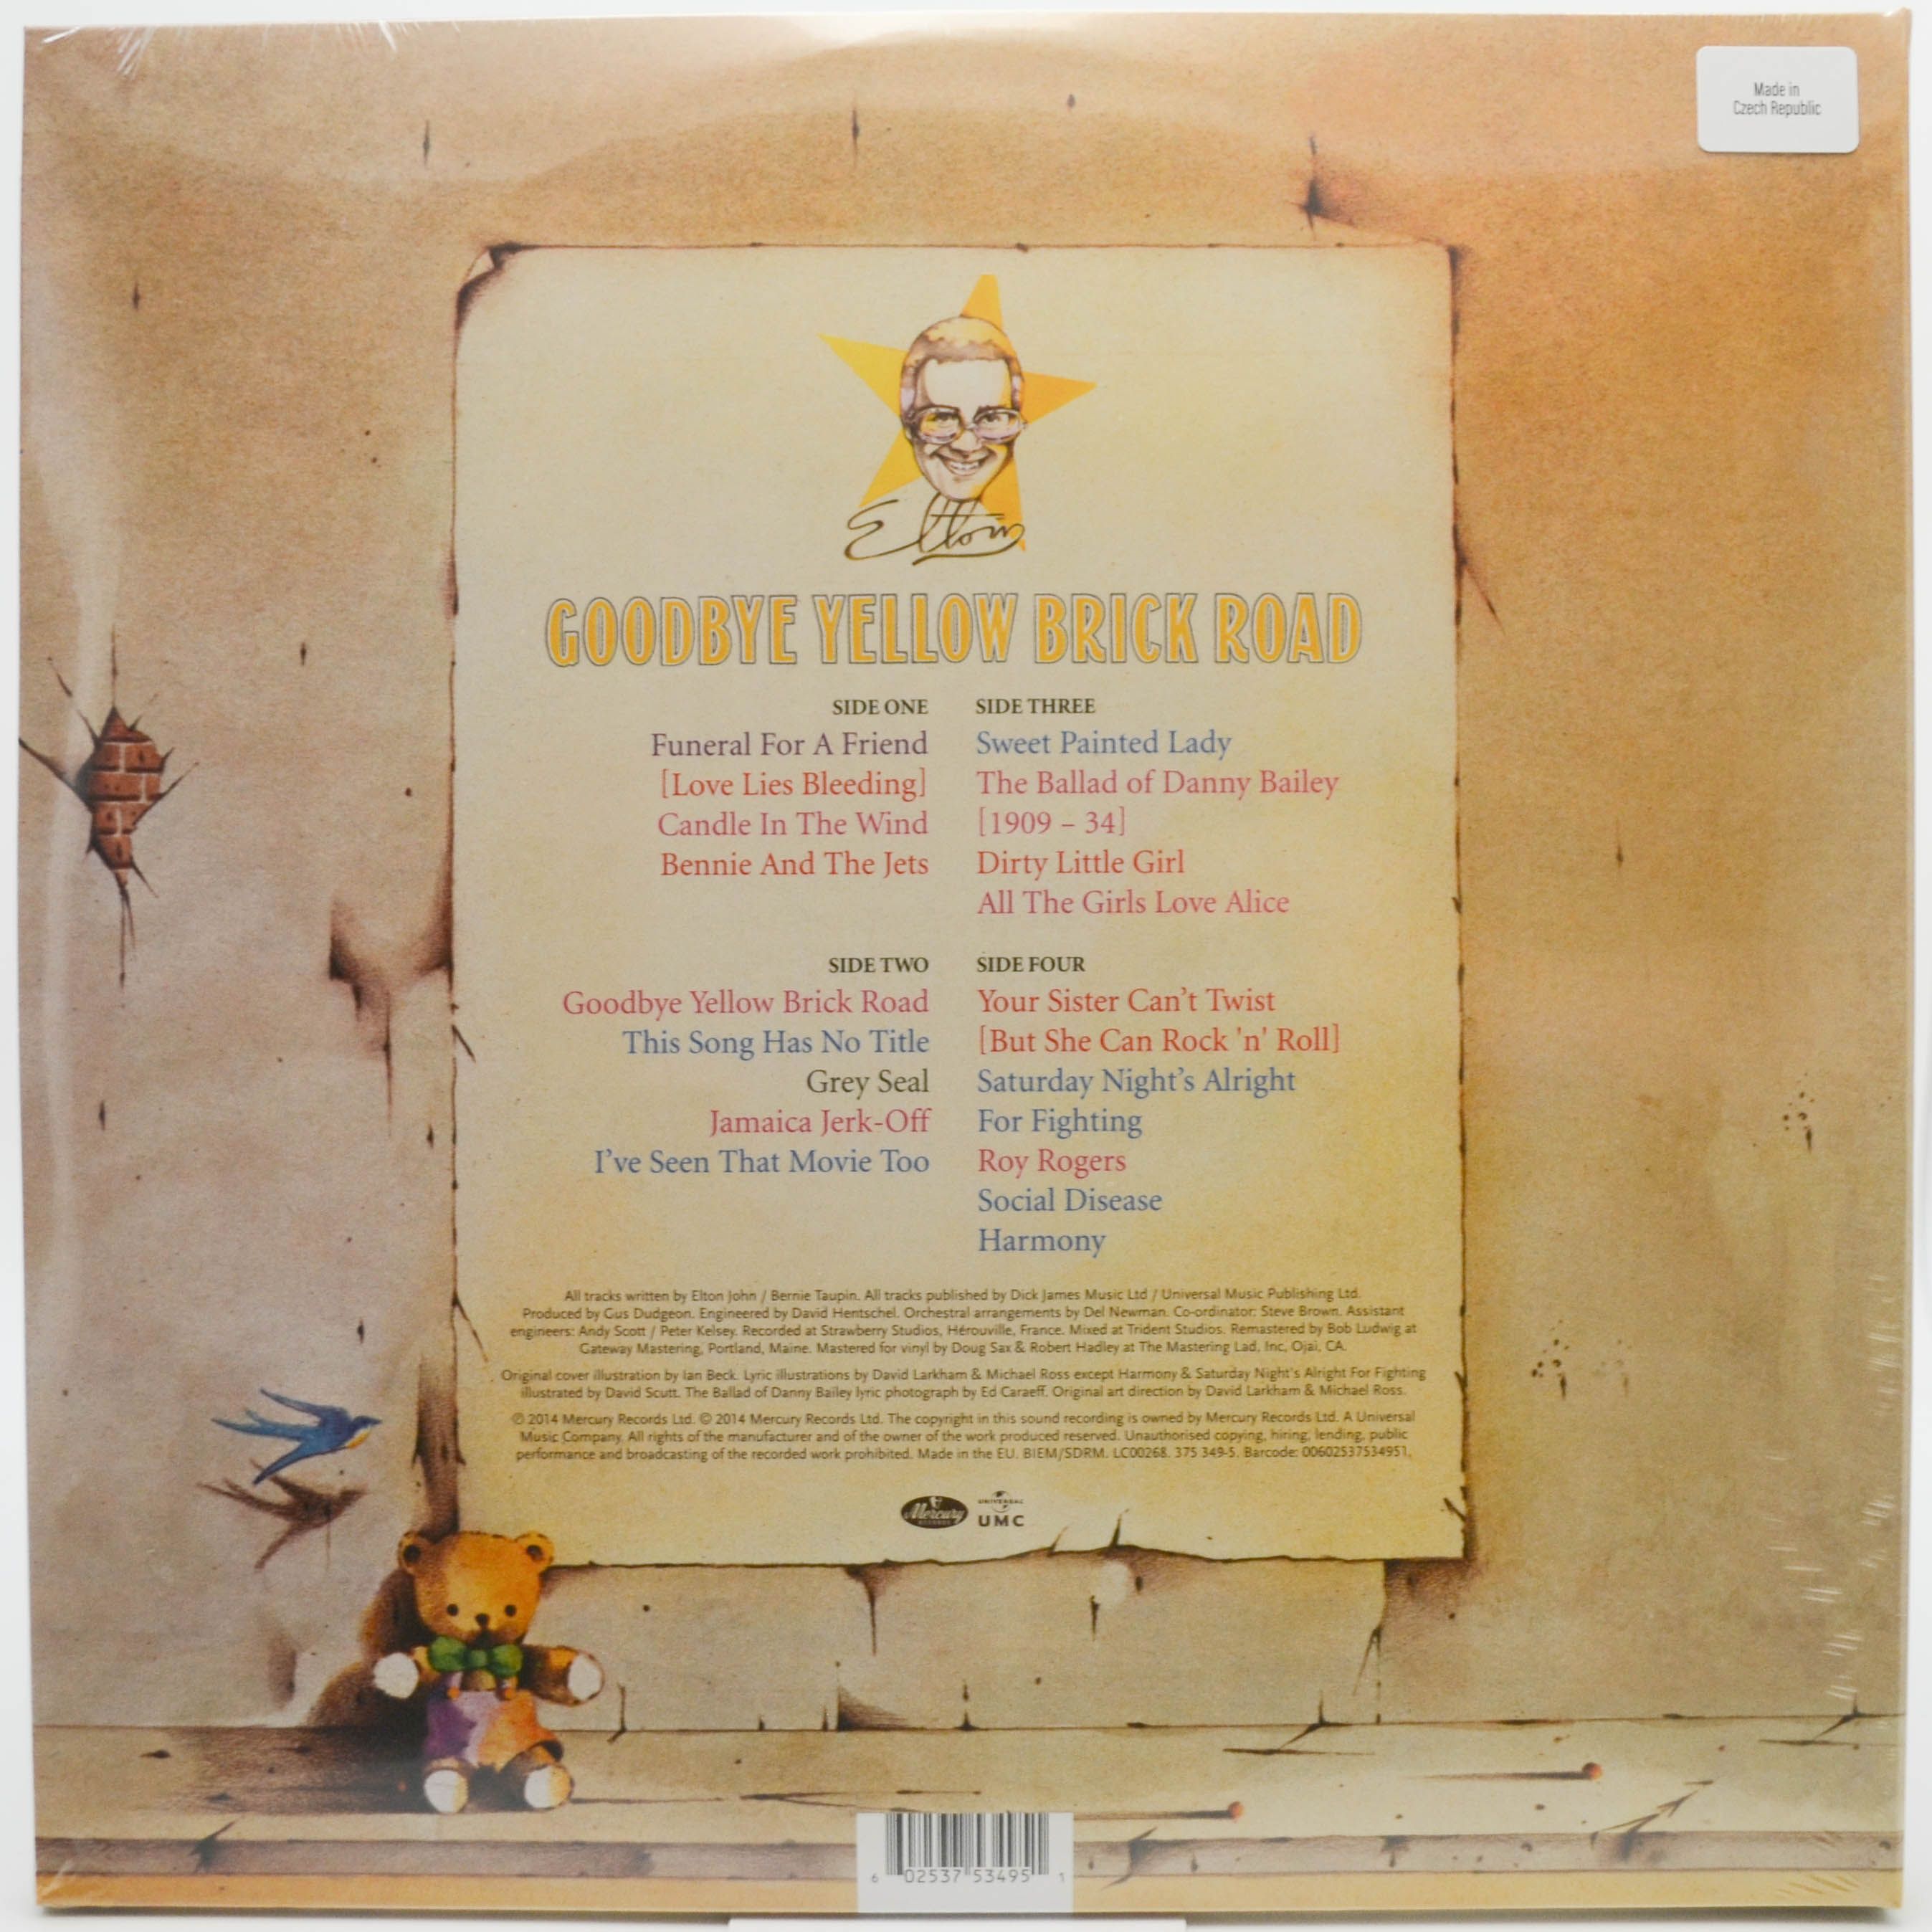 Made in
Czech Republic
Elton
GOODBYE YELLOW BRICK ROAD
SIDE ONE
Funeral For A Friend
[Love Lies Bleeding]
Candle In The Wind
Bennie And The Jets
SIDE TWO
Goodbye Yellow Brick Road
This Song Has No Title
Grey Seal
Jamaica Jerk-Off
I've Seen That Movie Too
SIDE THREE
Sweet Painted Lady
The Ballad of Danny Bailey
[1909 – 34]
Dirty Little Girl
All The Girls Love Alice
SIDE FOUR
Your Sister Can't Twist
[But She Can Rock 'n' Roll]
Saturday Night's Alright
For Fighting
Roy Rogers
Social Disease
Harmony
All tracks written by Elton John / Bernie Taupin. All tracks published by Dick James Music Ltd / Universal Music Publishing Ltd.
Produced by Gus Dudgeon. Engineered by David Hentschel. Orchestral arrangements by Del Newman. Co-ordinator: Steve Brown. Assistant
engineers: Andy Scott / Peter Kelsey. Recorded at Strawberry Studios, Hérouville, France. Mixed at Trident Studios. Remastered by Bob Ludwig at
Gateway Mastering, Portland, Maine. Mastered for vinyl by Doug Sax & Robert Hadley at The Mastering Lad, Inc, Ojai, CA.
Original cover illustration by Ian Beck. Lyric illustrations by David Larkham & Michael Ross except Harmony & Saturday Night's Alright For Fighting
illustrated by David Scutt. The Ballad of Danny Bailey lyric photograph by Ed Caraeff. Original art direction by David Larkham & Michael Ross.
℗ 2014 Mercury Records Ltd. © 2014 Mercury Records Ltd. The copyright in this sound recording is owned by Mercury Records Ltd. A Universal
Music Company. All rights of the manufacturer and of the owner of the work produced reserved. Unauthorised copying, hiring, lending, public
performance and broadcasting of the recorded work prohibited. Made in the EU. BIEM/SDRM. LC00268. 375 349-5. Barcode: 00602537534951.
Mercury
RECORDS
UNIVERSAL
UMC
6 02537 53495 1